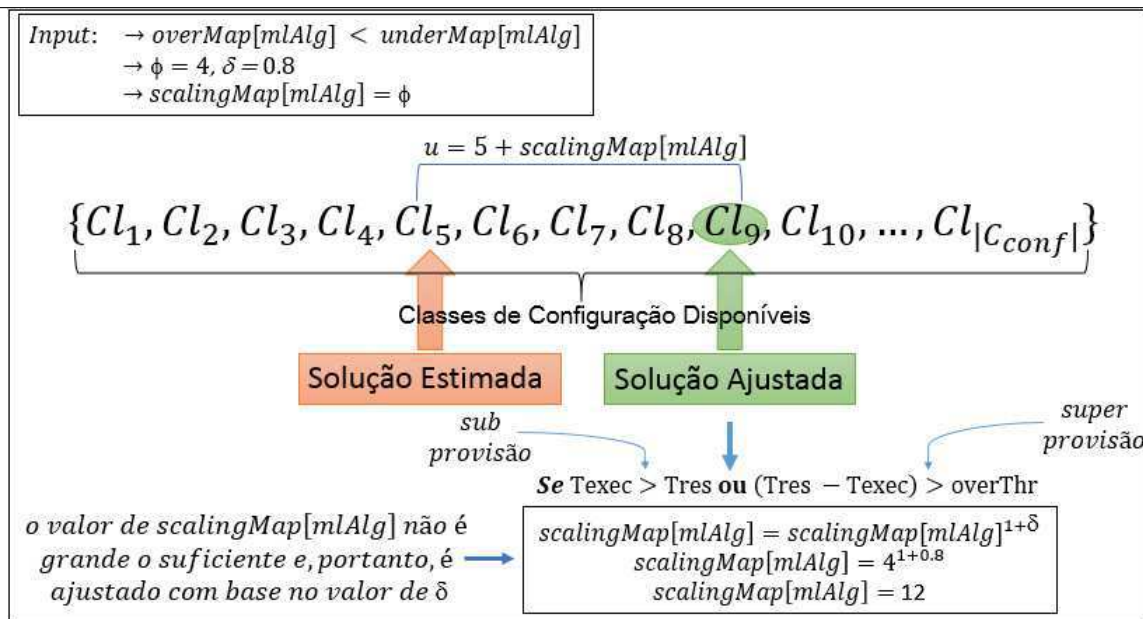 Input: → overMap[mlAlg] < underMap[mlAlg]
→ ϕ = 4, δ = 0.8
→ scalingMap[mlAlg] = ϕ
u = 5 + scalingMap[mlAlg]
{Cl₁, Cl₂, Cl₃, Cl₄, Cl₅, Cl₆, Cl₇, Cl₈, Cl₉, Cl₁₀, ..., Cl_|C_conf|}
Classes de Configuração Disponíveis
Solução Estimada
Solução Ajustada
sub
provisão
super
provisão
Se Texec > Tres ou (Tres − Texec) > overThr
o valor de scalingMap[mlAlg] não é
grande o suficiente e, portanto, é
ajustado com base no valor de δ
scalingMap[mlAlg] = scalingMap[mlAlg]^{1+δ}
scalingMap[mlAlg] = 4^{1+0.8}
scalingMap[mlAlg] = 12